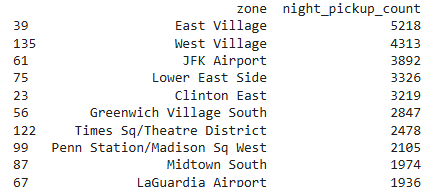 zone night_pickup_count
39 East Village 5218
135 West Village 4313
61 JFK Airport 3892
75 Lower East Side 3326
23 Clinton East 3219
56 Greenwich Village South 2847
122 Times Sq/Theatre District 2478
99 Penn Station/Madison Sq West 2105
87 Midtown South 1974
67 LaGuardia Airport 1936